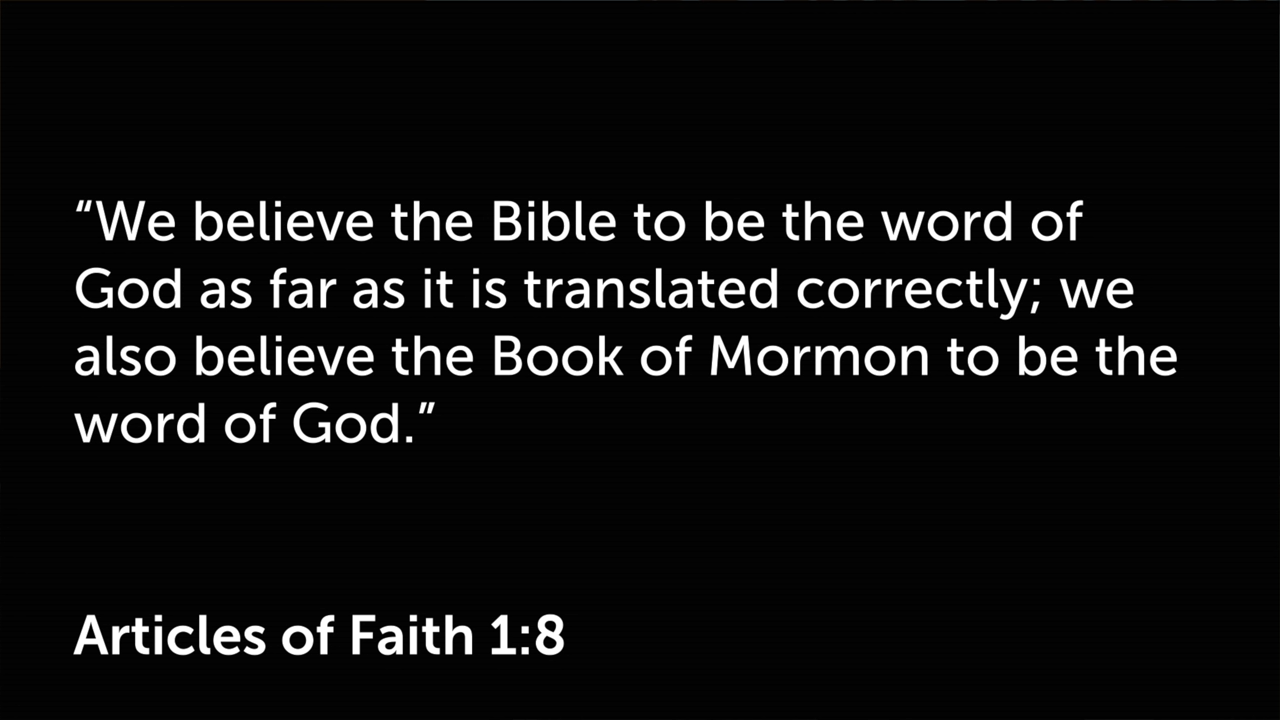 “We believe the Bible to be the word of
God as far as it is translated correctly; we
also believe the Book of Mormon to be the
word of God.”
Articles of Faith 1:8